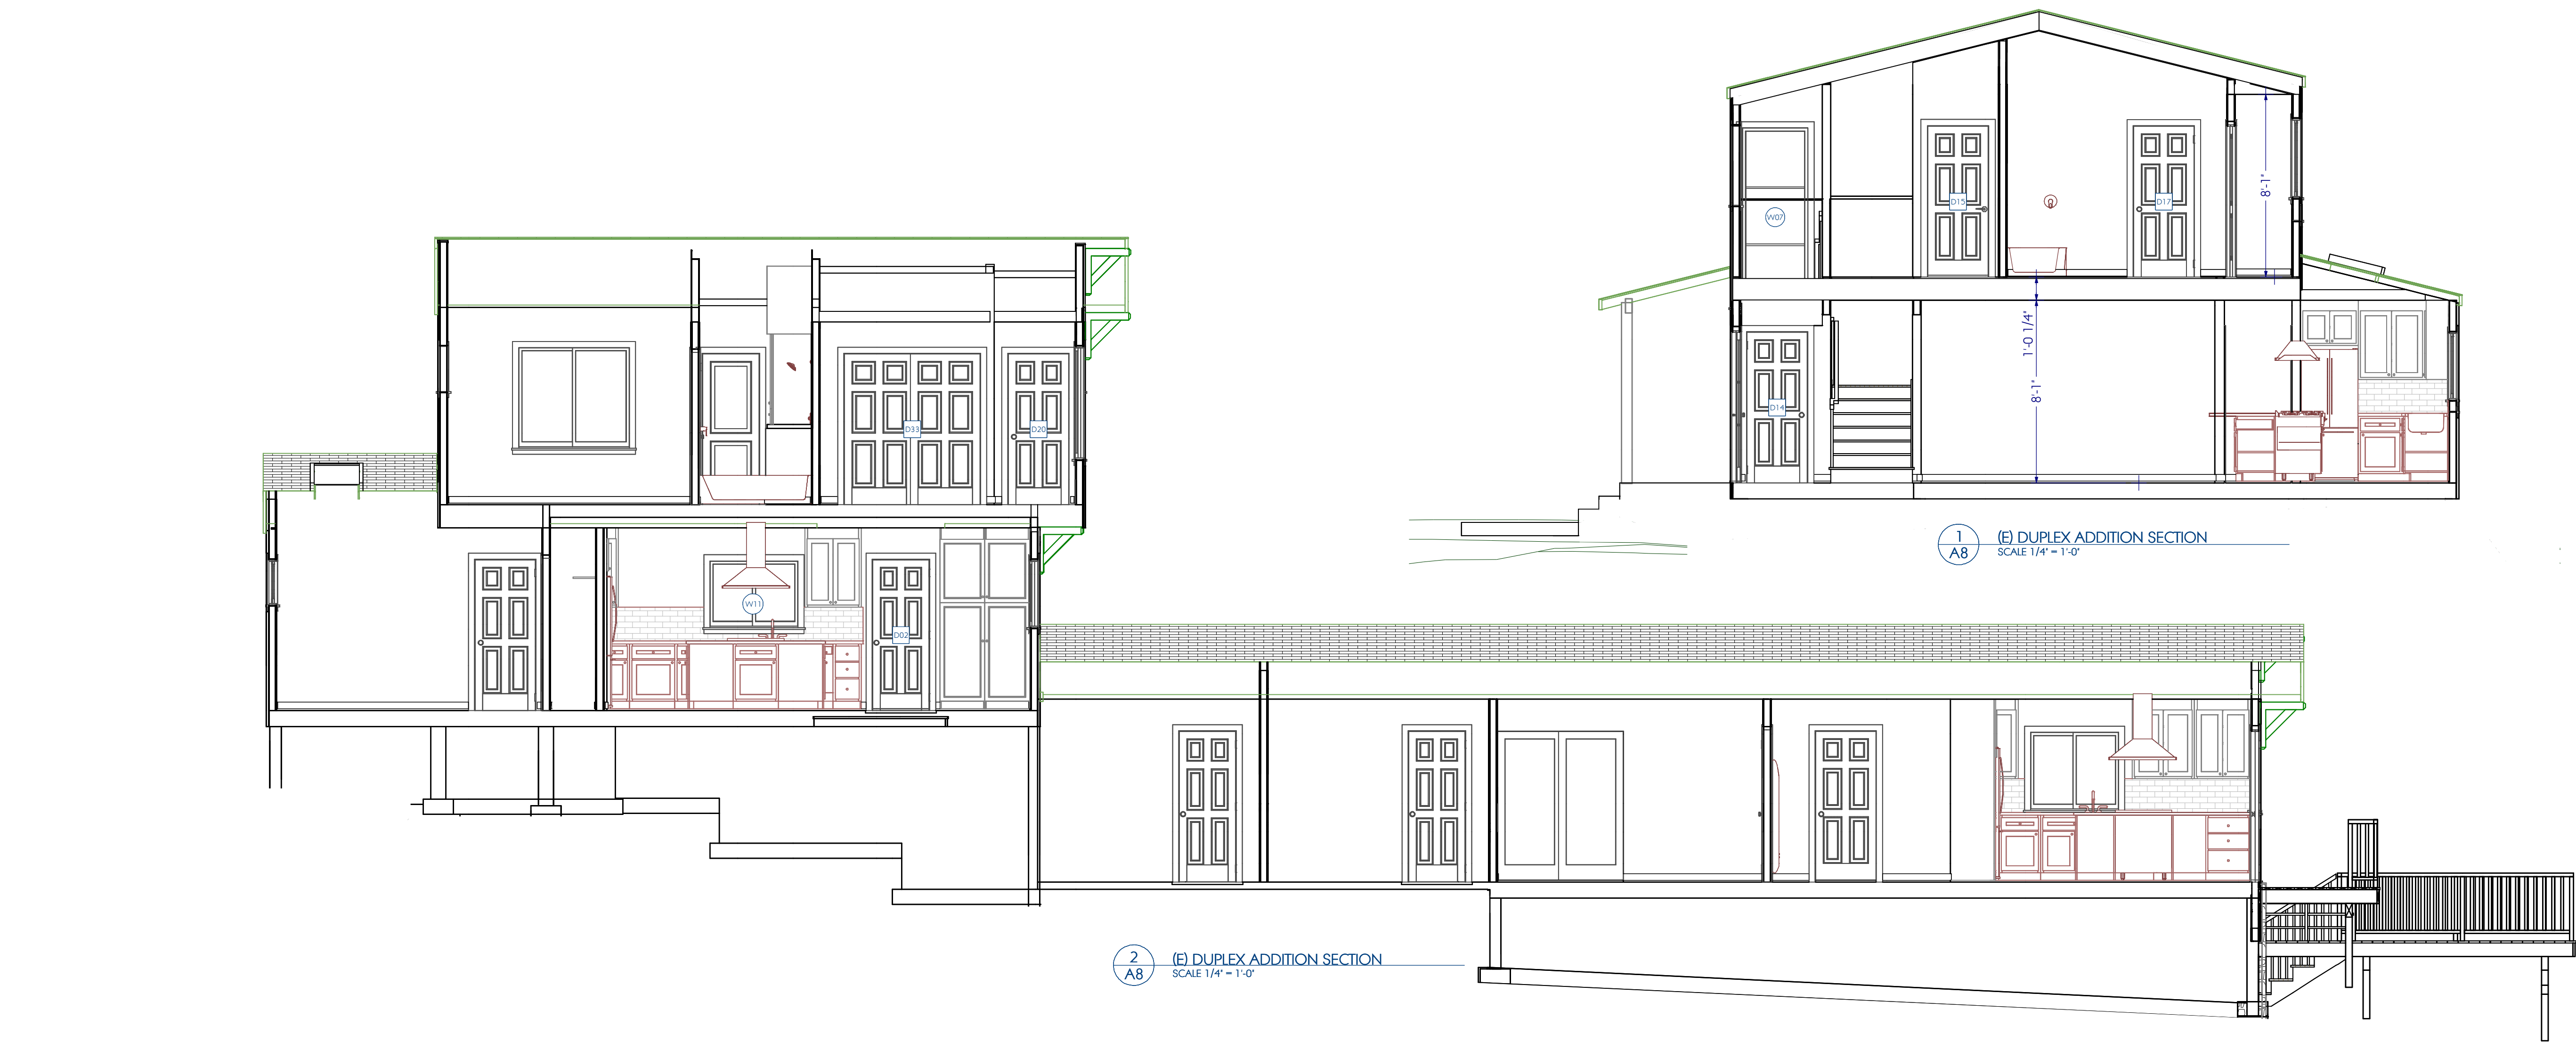 W07
D15
D17
8'-1"
1'-0 1/4"
8'-1"
D14
1
A8
(E) DUPLEX ADDITION SECTION
SCALE 1/4" = 1'-0"
D33
D20
W11
D02
2
A8
(E) DUPLEX ADDITION SECTION
SCALE 1/4" = 1'-0"